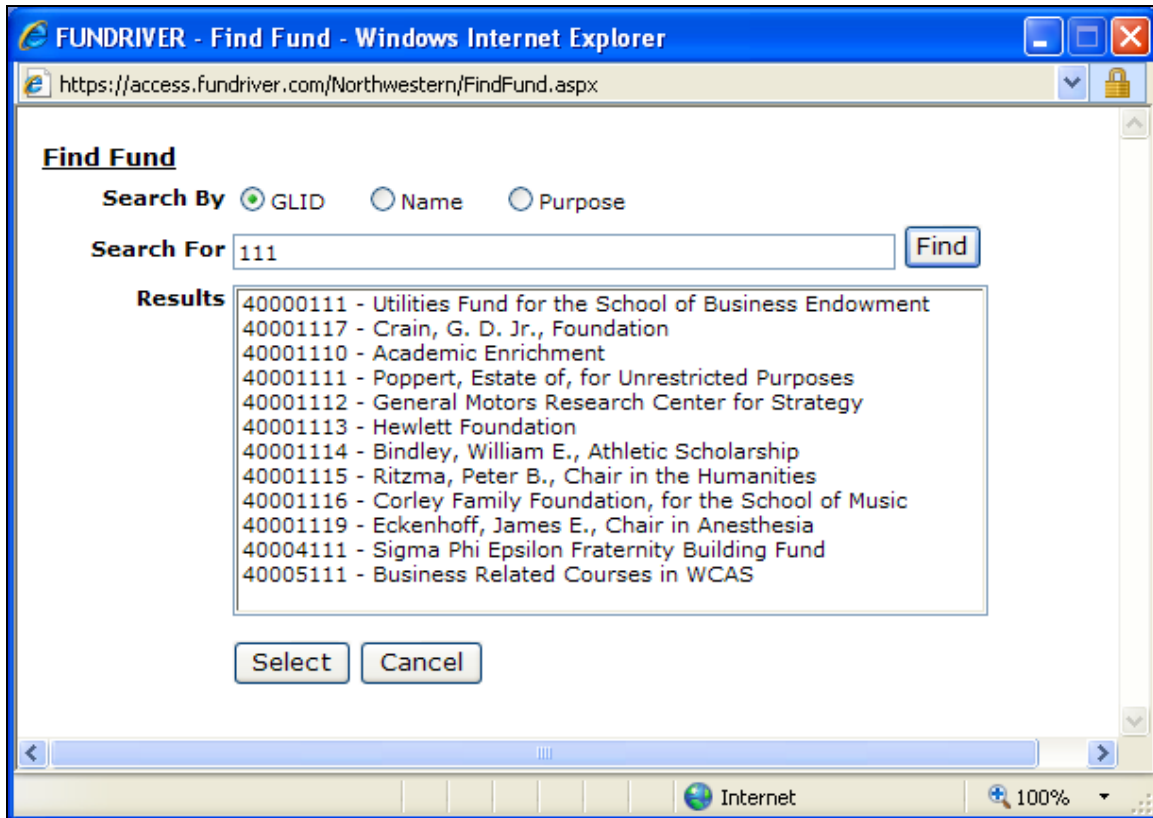 FUNDRIVER - Find Fund - Windows Internet Explorer
https://access.fundriver.com/Northwestern/FindFund.aspx
Find Fund
Search By GLID Name Purpose
Search For 111 Find
Results
40000111 - Utilities Fund for the School of Business Endowment
40001117 - Crain, G. D. Jr., Foundation
40001110 - Academic Enrichment
40001111 - Poppert, Estate of, for Unrestricted Purposes
40001112 - General Motors Research Center for Strategy
40001113 - Hewlett Foundation
40001114 - Bindley, William E., Athletic Scholarship
40001115 - Ritzma, Peter B., Chair in the Humanities
40001116 - Corley Family Foundation, for the School of Music
40001119 - Eckenhoff, James E., Chair in Anesthesia
40004111 - Sigma Phi Epsilon Fraternity Building Fund
40005111 - Business Related Courses in WCAS
Select Cancel
Internet 100%